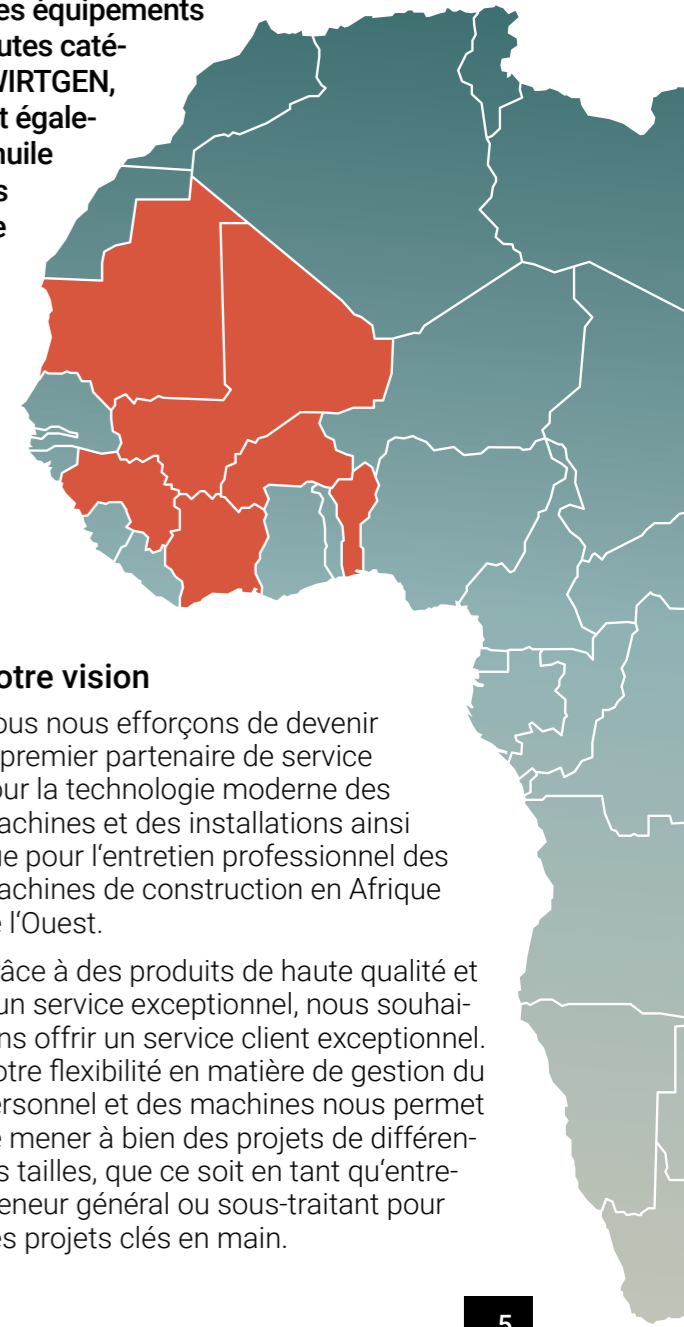 es équipements
utes caté-
VIRTGEN,
t égale-
nuile
s
e
otre vision
ous nous efforçons de devenir
premier partenaire de service
our la technologie moderne des
achines et des installations ainsi
ue pour l‘entretien professionnel des
achines de construction en Afrique
e l‘Ouest.
râce à des produits de haute qualité et
un service exceptionnel, nous souhai-
ns offrir un service client exceptionnel.
otre flexibilité en matière de gestion du
ersonnel et des machines nous permet
e mener à bien des projets de différen-
s tailles, que ce soit en tant qu‘entre-
reneur général ou sous-traitant pour
es projets clés en main.
5